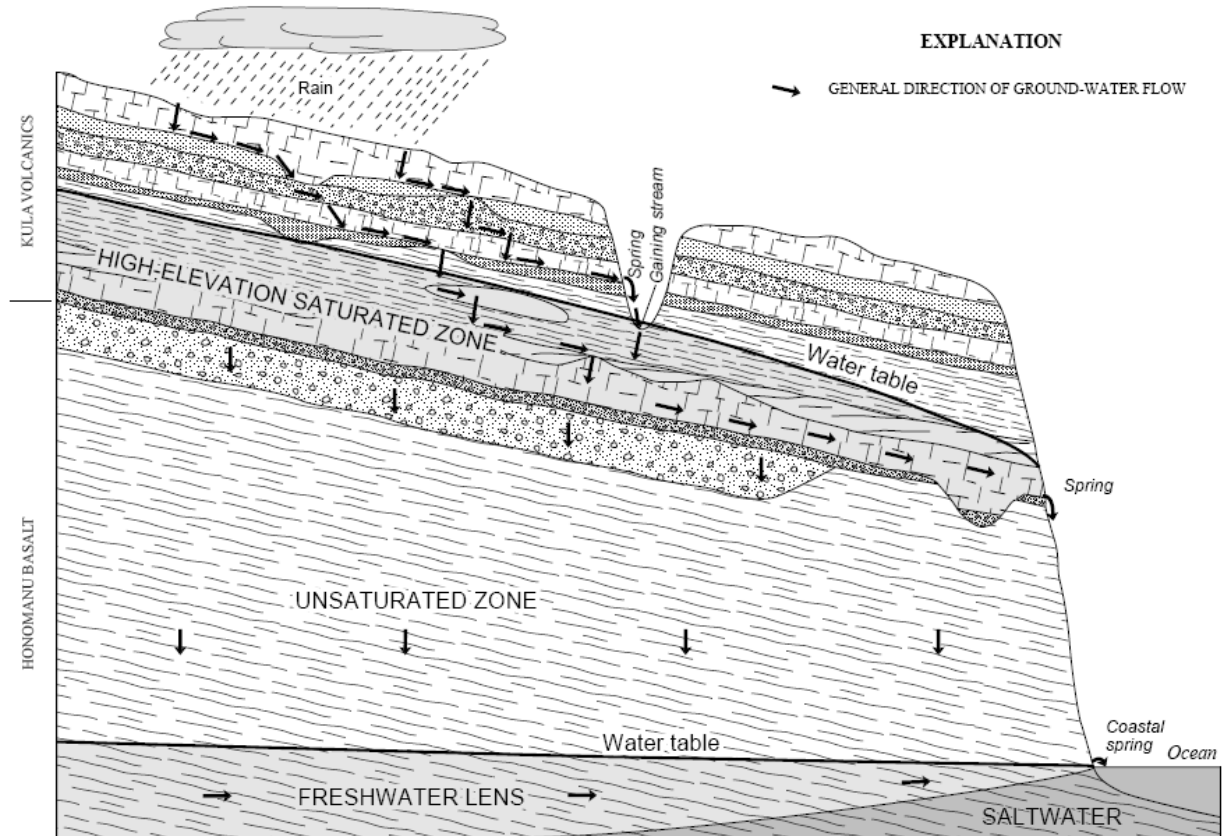 EXPLANATION
GENERAL DIRECTION OF GROUND-WATER FLOW
Rain
KULA VOLCANICS
Spring
Gaining stream
HIGH-ELEVATION SATURATED ZONE
Water table
Spring
HONOMANU BASALT
UNSATURATED ZONE
Water table
Coastal
spring
Ocean
FRESHWATER LENS
SALTWATER